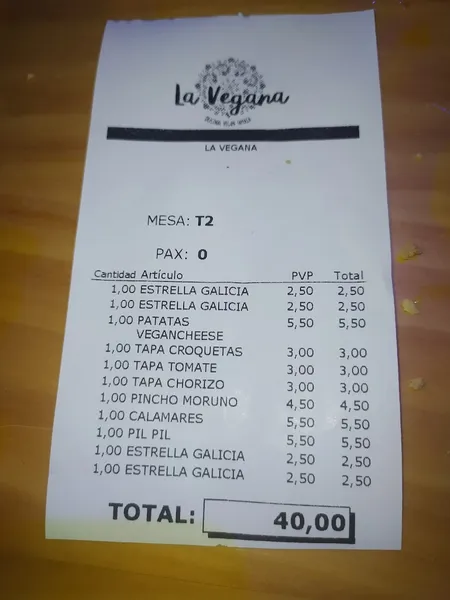 La Vegana
LA VEGANA
MESA: T2
PAX: 0
Cantidad Artículo PVP Total
1,00 ESTRELLA GALICIA 2,50 2,50
1,00 ESTRELLA GALICIA 2,50 2,50
1,00 PATATAS 5,50 5,50
VEGANCHEESE
1,00 TAPA CROQUETAS 3,00 3,00
1,00 TAPA TOMATE 3,00 3,00
1,00 TAPA CHORIZO 3,00 3,00
1,00 PINCHO MORUNO 4,50 4,50
1,00 CALAMARES 5,50 5,50
1,00 PIL PIL 5,50 5,50
1,00 ESTRELLA GALICIA 2,50 2,50
1,00 ESTRELLA GALICIA 2,50 2,50
TOTAL: 40,00